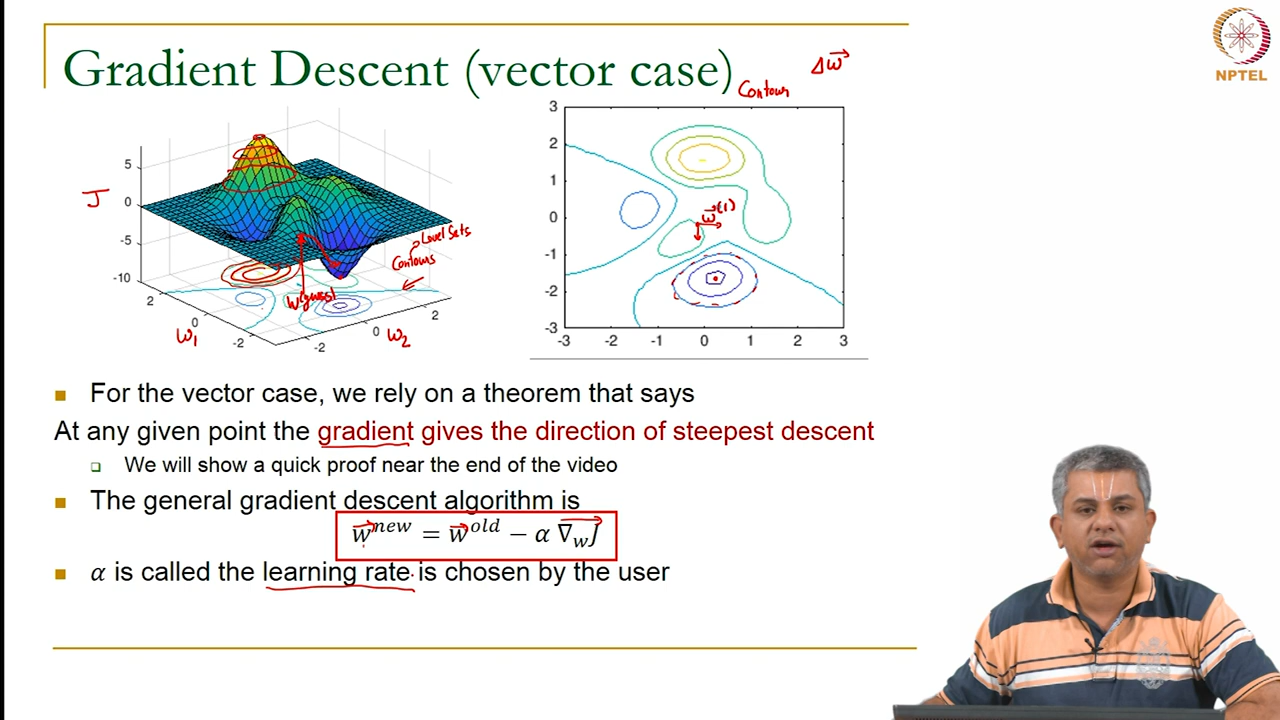 Gradient Descent (vector case)
Δw⃗
Contour
NPTEL
5
0
-5
-10
J
2
0
-2
w₁
-2
0
2
w₂
Level Sets
Contours
W(guess)
3
2
1
0
-1
-2
-3
-3
-2
-1
0
1
2
3
w⃗⁽¹⁾
For the vector case, we rely on a theorem that says
At any given point the gradient gives the direction of steepest descent
We will show a quick proof near the end of the video
The general gradient descent algorithm is
w⃗ⁿᵉʷ = w⃗ᵒˡᵈ − α ∇_w J
α is called the learning rate is chosen by the user